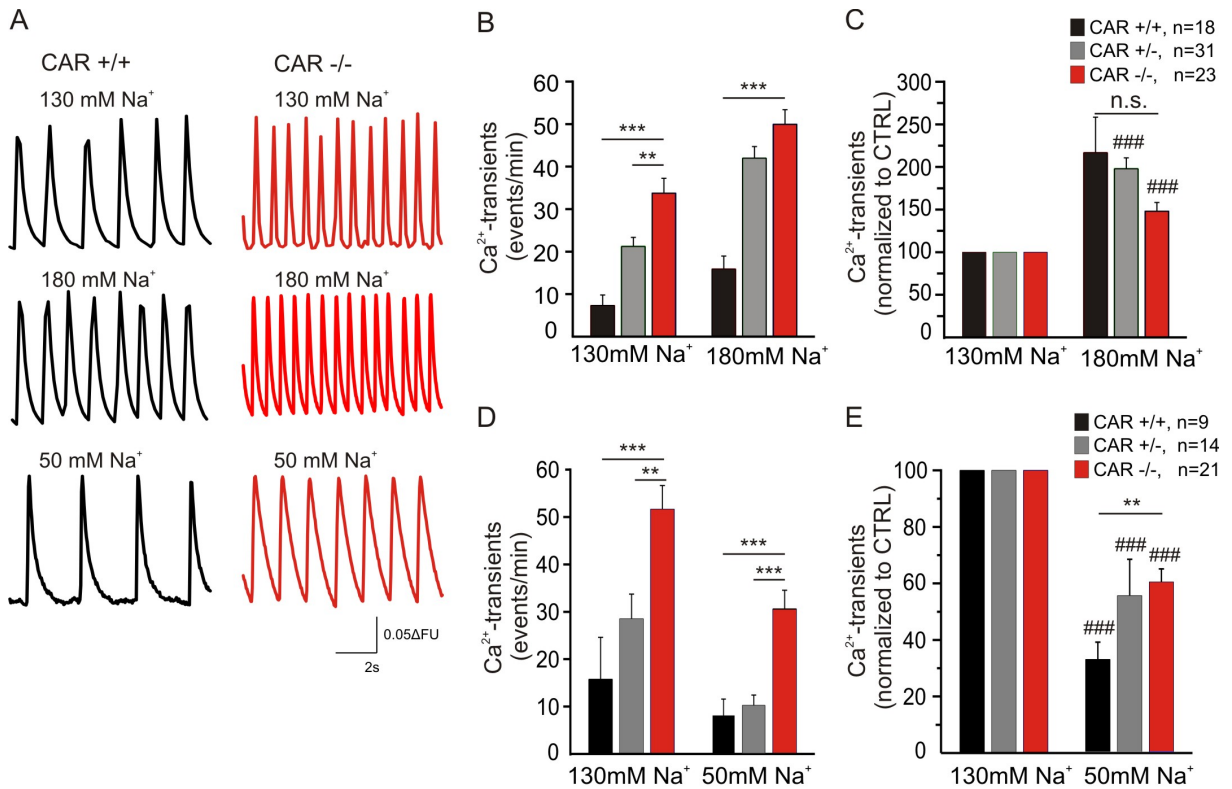 A
CAR +/+
CAR -/-
130 mM Na⁺
130 mM Na⁺
180 mM Na⁺
180 mM Na⁺
50 mM Na⁺
50 mM Na⁺
0.05ΔFU
2s
B
Ca²⁺-transients
(events/min)
60
50
40
30
20
10
0
***
**
***
130mM Na⁺
180mM Na⁺
C
CAR +/+, n=18
CAR +/-, n=31
CAR -/-, n=23
Ca²⁺-transients
(normalized to CTRL)
300
250
200
150
100
50
0
n.s.
###
###
130mM Na⁺
180mM Na⁺
D
Ca²⁺-transients
(events/min)
60
50
40
30
20
10
0
***
**
***
***
130mM Na⁺
50mM Na⁺
E
CAR +/+, n=9
CAR +/-, n=14
CAR -/-, n=21
Ca²⁺-transients
(normalized to CTRL)
100
80
60
40
20
0
**
###
###
###
130mM Na⁺
50mM Na⁺